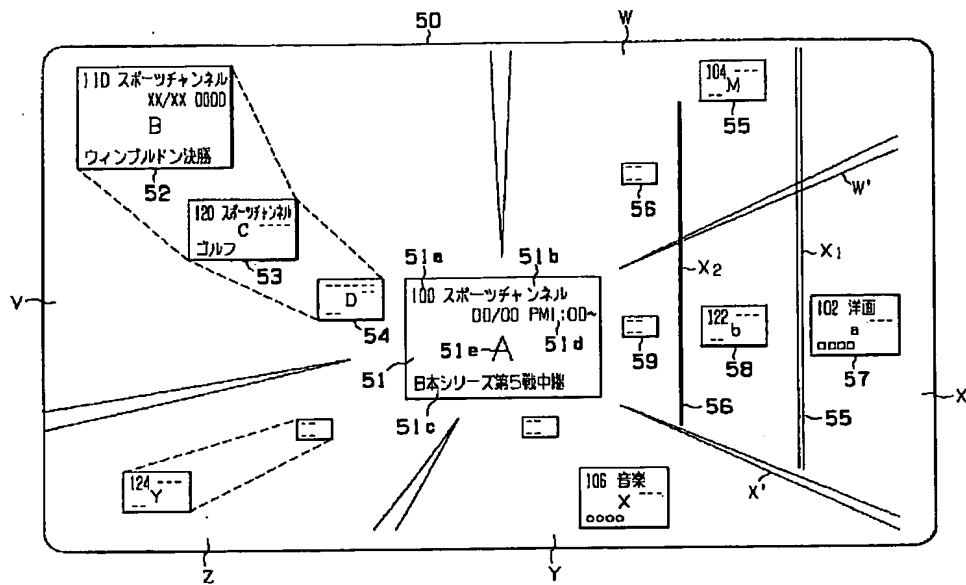 50
W
110 スポーツチャンネル
XX/XX 0000
B
ウィンブルドン決勝
52
120 スポーツチャンネル
C
ゴルフ
53
D
54
V
51a
51b
100 スポーツチャンネル
00/00 PM1:00~
51e
A
51d
51
日本シリーズ第5戦中継
51c
104
M
55
56
W'
X2
X1
59
122
b
58
102 洋画
a
57
56
55
X
X'
124
Y
106 音楽
X
Z
Y